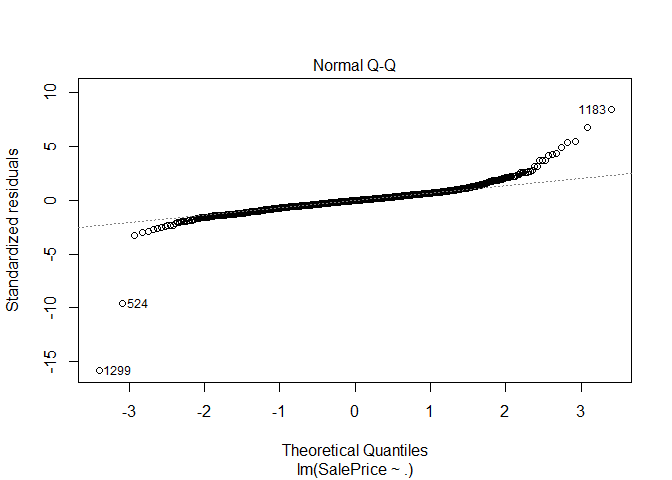 Normal Q-Q
Standardized residuals
10
5
0
-5
-10
-15
1183
524
1299
-3 -2 -1 0 1 2 3
Theoretical Quantiles
lm(SalePrice ~ .)